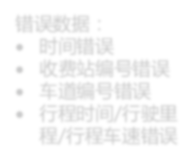 错误数据：
• 时间错误
• 收费站编号错误
• 车道编号错误
• 行程时间/行驶里
程/行程车速错误